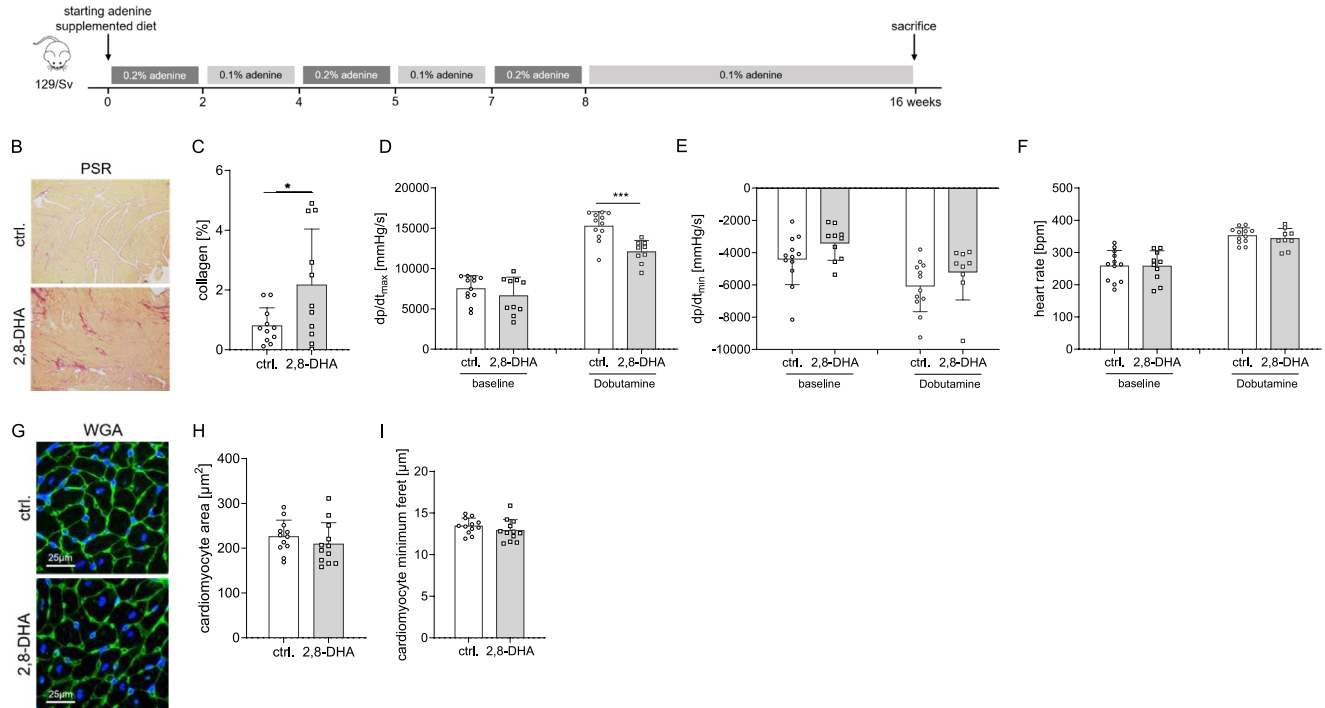 starting adenine
supplemented diet
sacrifice
129/Sv
0.2% adenine
0.1% adenine
0.2% adenine
0.1% adenine
0.2% adenine
0.1% adenine
0
2
4
5
7
8
16 weeks
B
PSR
ctrl.
2,8-DHA
C
collagen [%]
6
4
2
0
*
ctrl. 2,8-DHA
D
dp/dtmax [mmHg/s]
20000
15000
10000
5000
0
***
ctrl. 2,8-DHA
baseline
ctrl. 2,8-DHA
Dobutamine
E
dp/dtmin [mmHg/s]
0
-2000
-4000
-6000
-8000
-10000
ctrl. 2,8-DHA
baseline
ctrl. 2,8-DHA
Dobutamine
F
heart rate [bpm]
500
400
300
200
100
0
ctrl. 2,8-DHA
baseline
ctrl. 2,8-DHA
Dobutamine
G
WGA
ctrl.
25µm
2,8-DHA
25µm
H
cardiomyocyte area [µm²]
400
300
200
100
0
ctrl. 2,8-DHA
I
cardiomyocyte minimum feret [µm]
20
15
10
5
0
ctrl. 2,8-DHA